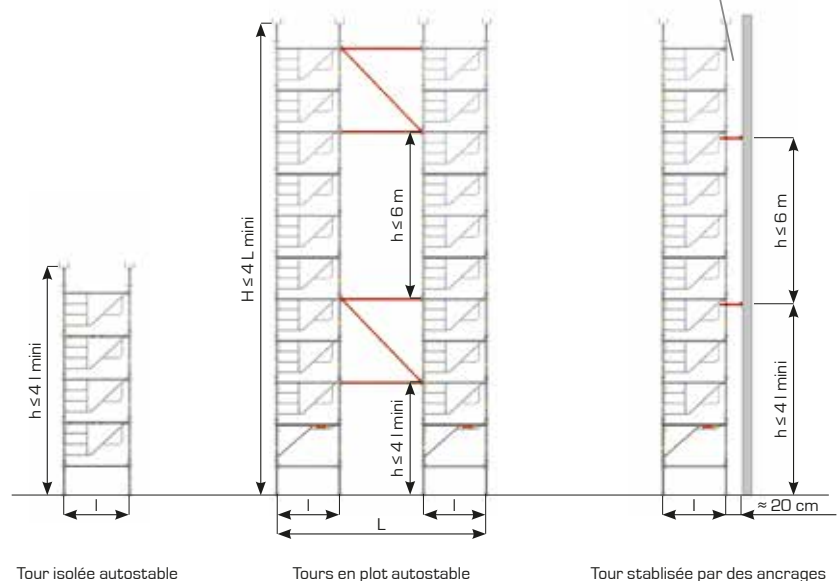 h ≤ 4 l mini
l
Tour isolée autostable
H ≤ 4 L mini
h ≤ 6 m
h ≤ 4 l mini
l
l
L
Tours en plot autostable
h ≤ 6 m
h ≤ 4 l mini
l
≈ 20 cm
Tour stablisée par des ancrages